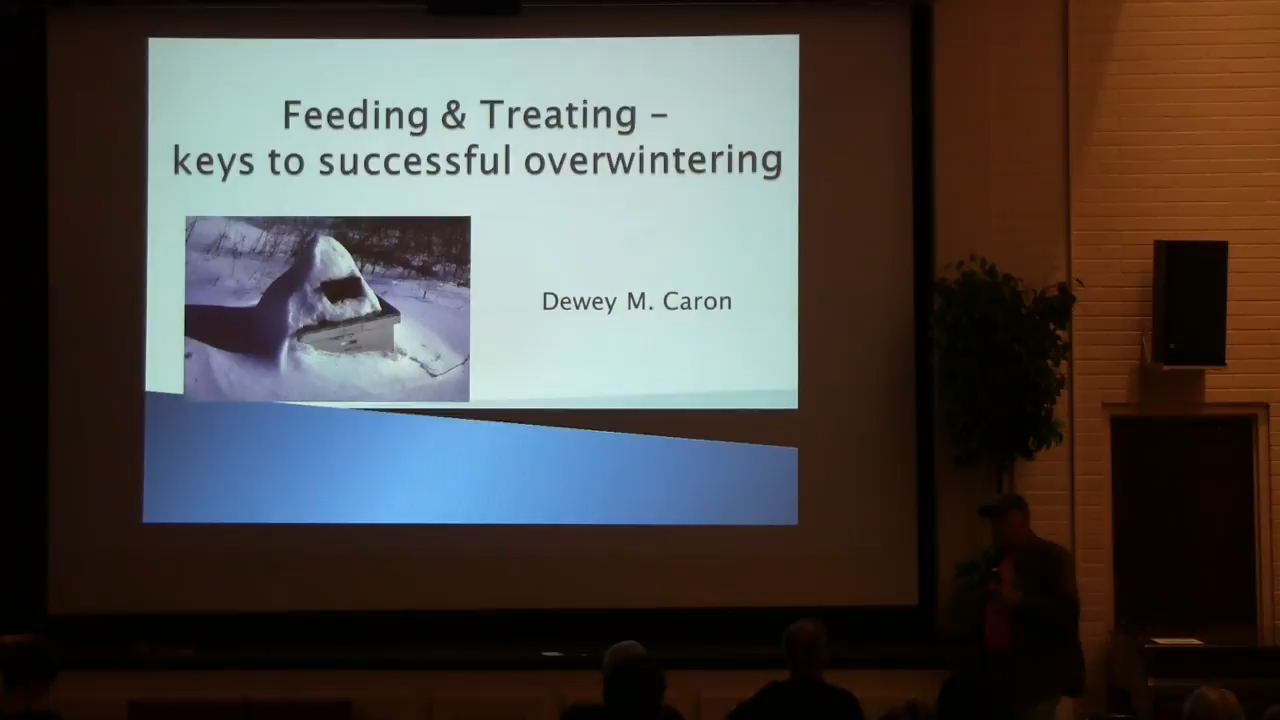 Feeding & Treating –
keys to successful overwintering
Dewey M. Caron